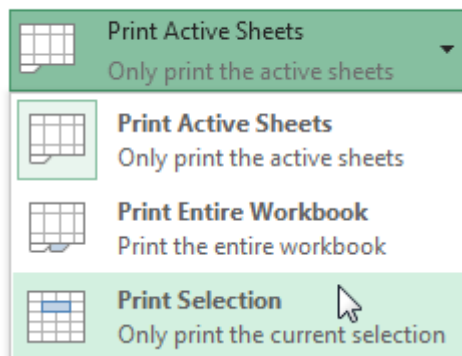 Print Active Sheets
Only print the active sheets
Print Active Sheets
Only print the active sheets
Print Entire Workbook
Print the entire workbook
Print Selection
Only print the current selection